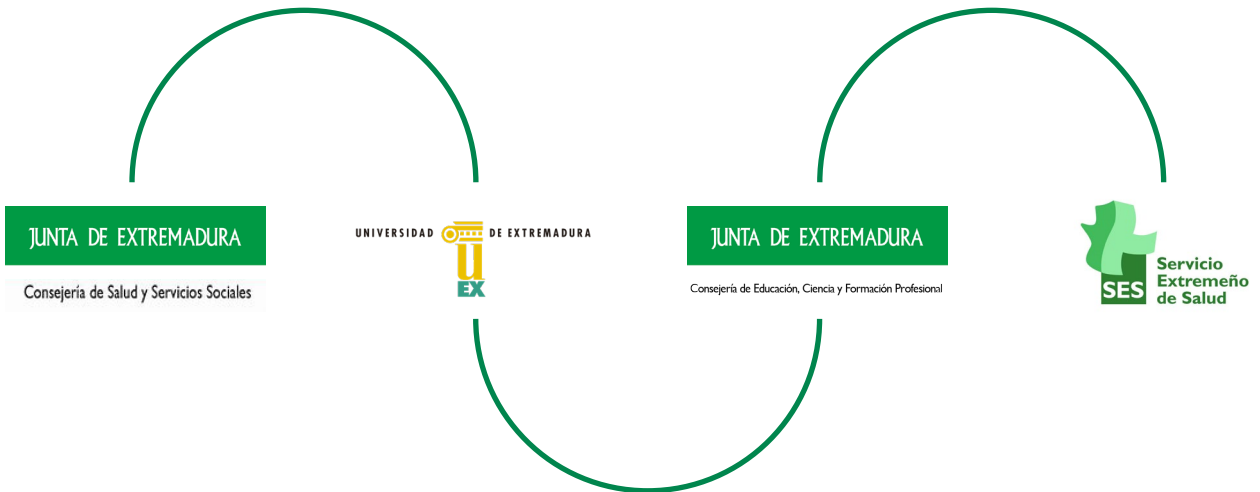 JUNTA DE EXTREMADURA
Consejería de Salud y Servicios Sociales
UNIVERSIDAD DE EXTREMADURA
U
EX
JUNTA DE EXTREMADURA
Consejería de Educación, Ciencia y Formación Profesional
SES
Servicio
Extremeño
de Salud